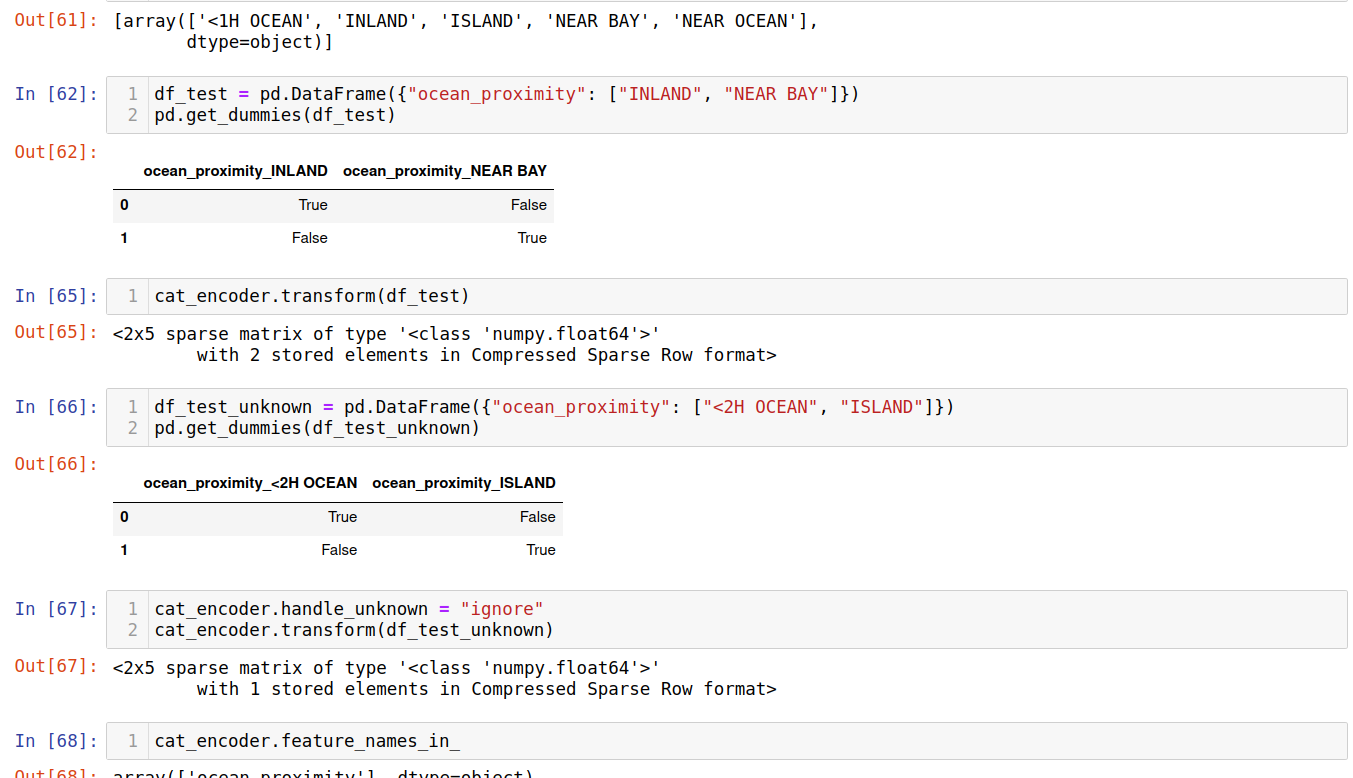 Out[61]: [array(['<1H OCEAN', 'INLAND', 'ISLAND', 'NEAR BAY', 'NEAR OCEAN'],
dtype=object)]
In [62]: 1 df_test = pd.DataFrame({"ocean_proximity": ["INLAND", "NEAR BAY"]})
2 pd.get_dummies(df_test)
Out[62]:
ocean_proximity_INLAND ocean_proximity_NEAR BAY
0 True False
1 False True
In [65]: 1 cat_encoder.transform(df_test)
Out[65]: <2x5 sparse matrix of type '<class 'numpy.float64'>'
with 2 stored elements in Compressed Sparse Row format>
In [66]: 1 df_test_unknown = pd.DataFrame({"ocean_proximity": ["<2H OCEAN", "ISLAND"]})
2 pd.get_dummies(df_test_unknown)
Out[66]:
ocean_proximity_<2H OCEAN ocean_proximity_ISLAND
0 True False
1 False True
In [67]: 1 cat_encoder.handle_unknown = "ignore"
2 cat_encoder.transform(df_test_unknown)
Out[67]: <2x5 sparse matrix of type '<class 'numpy.float64'>'
with 1 stored elements in Compressed Sparse Row format>
In [68]: 1 cat_encoder.feature_names_in_
Out[68]: array(['ocean_proximity'], dtype=object)